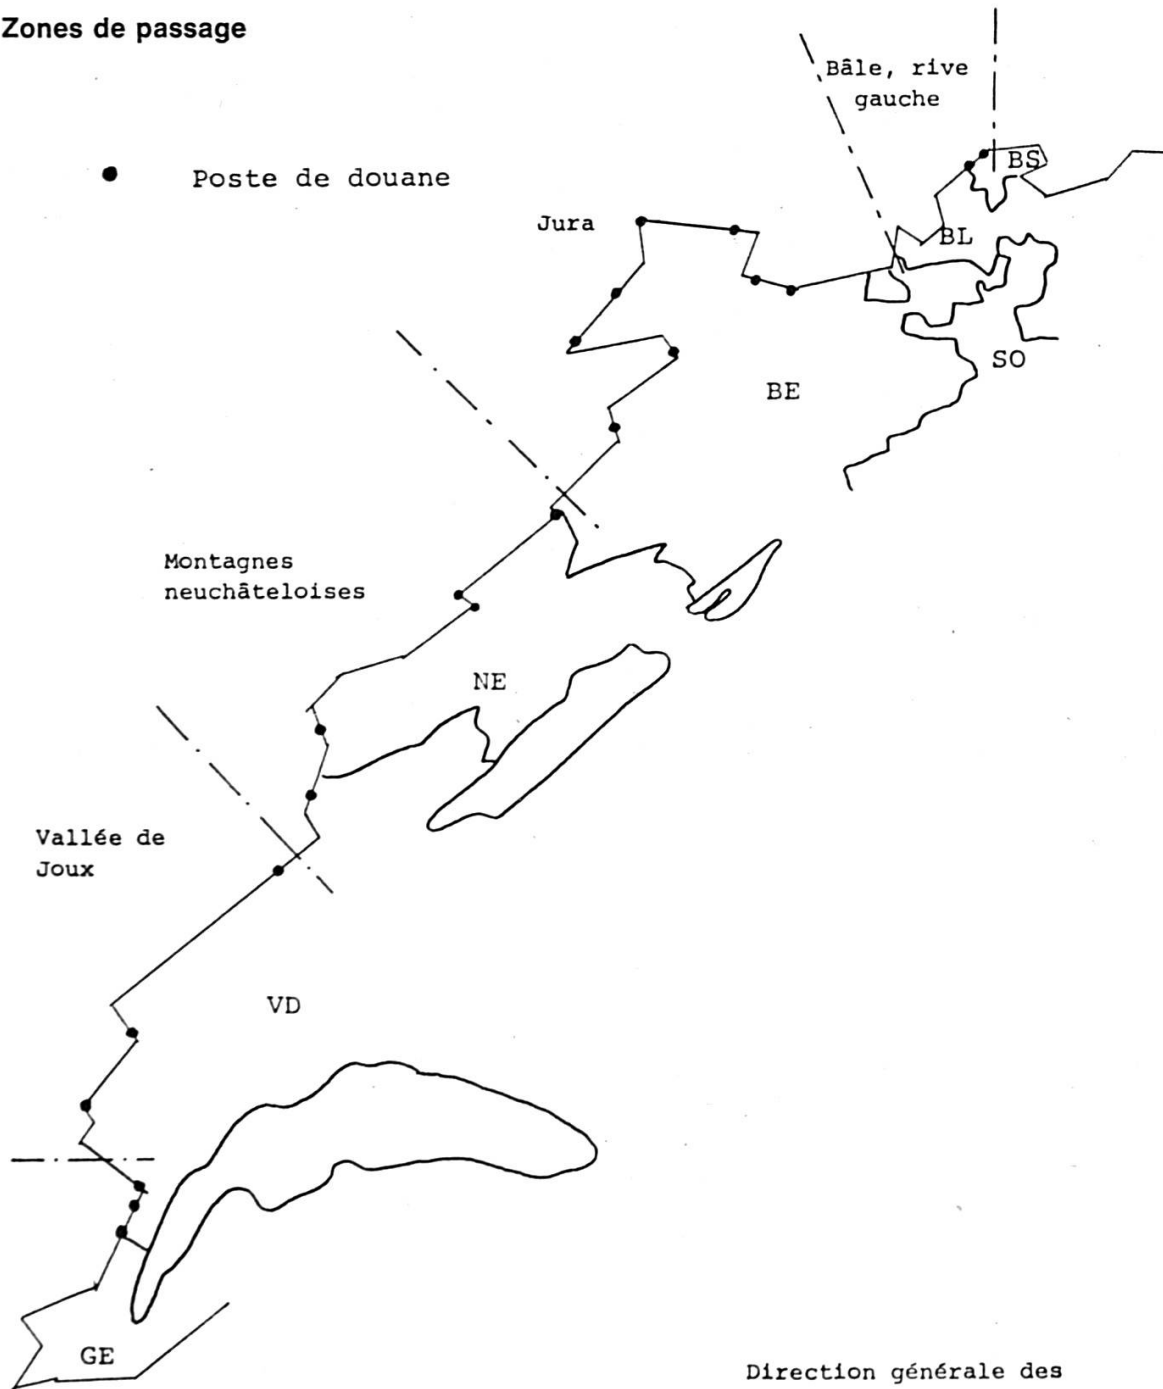 Zones de passage
Bâle, rive
gauche
Poste de douane
BS
Jura
BL
SO
BE
Montagnes
neuchâteloises
NE
Vallée de
Joux
VD
GE
Direction générale des